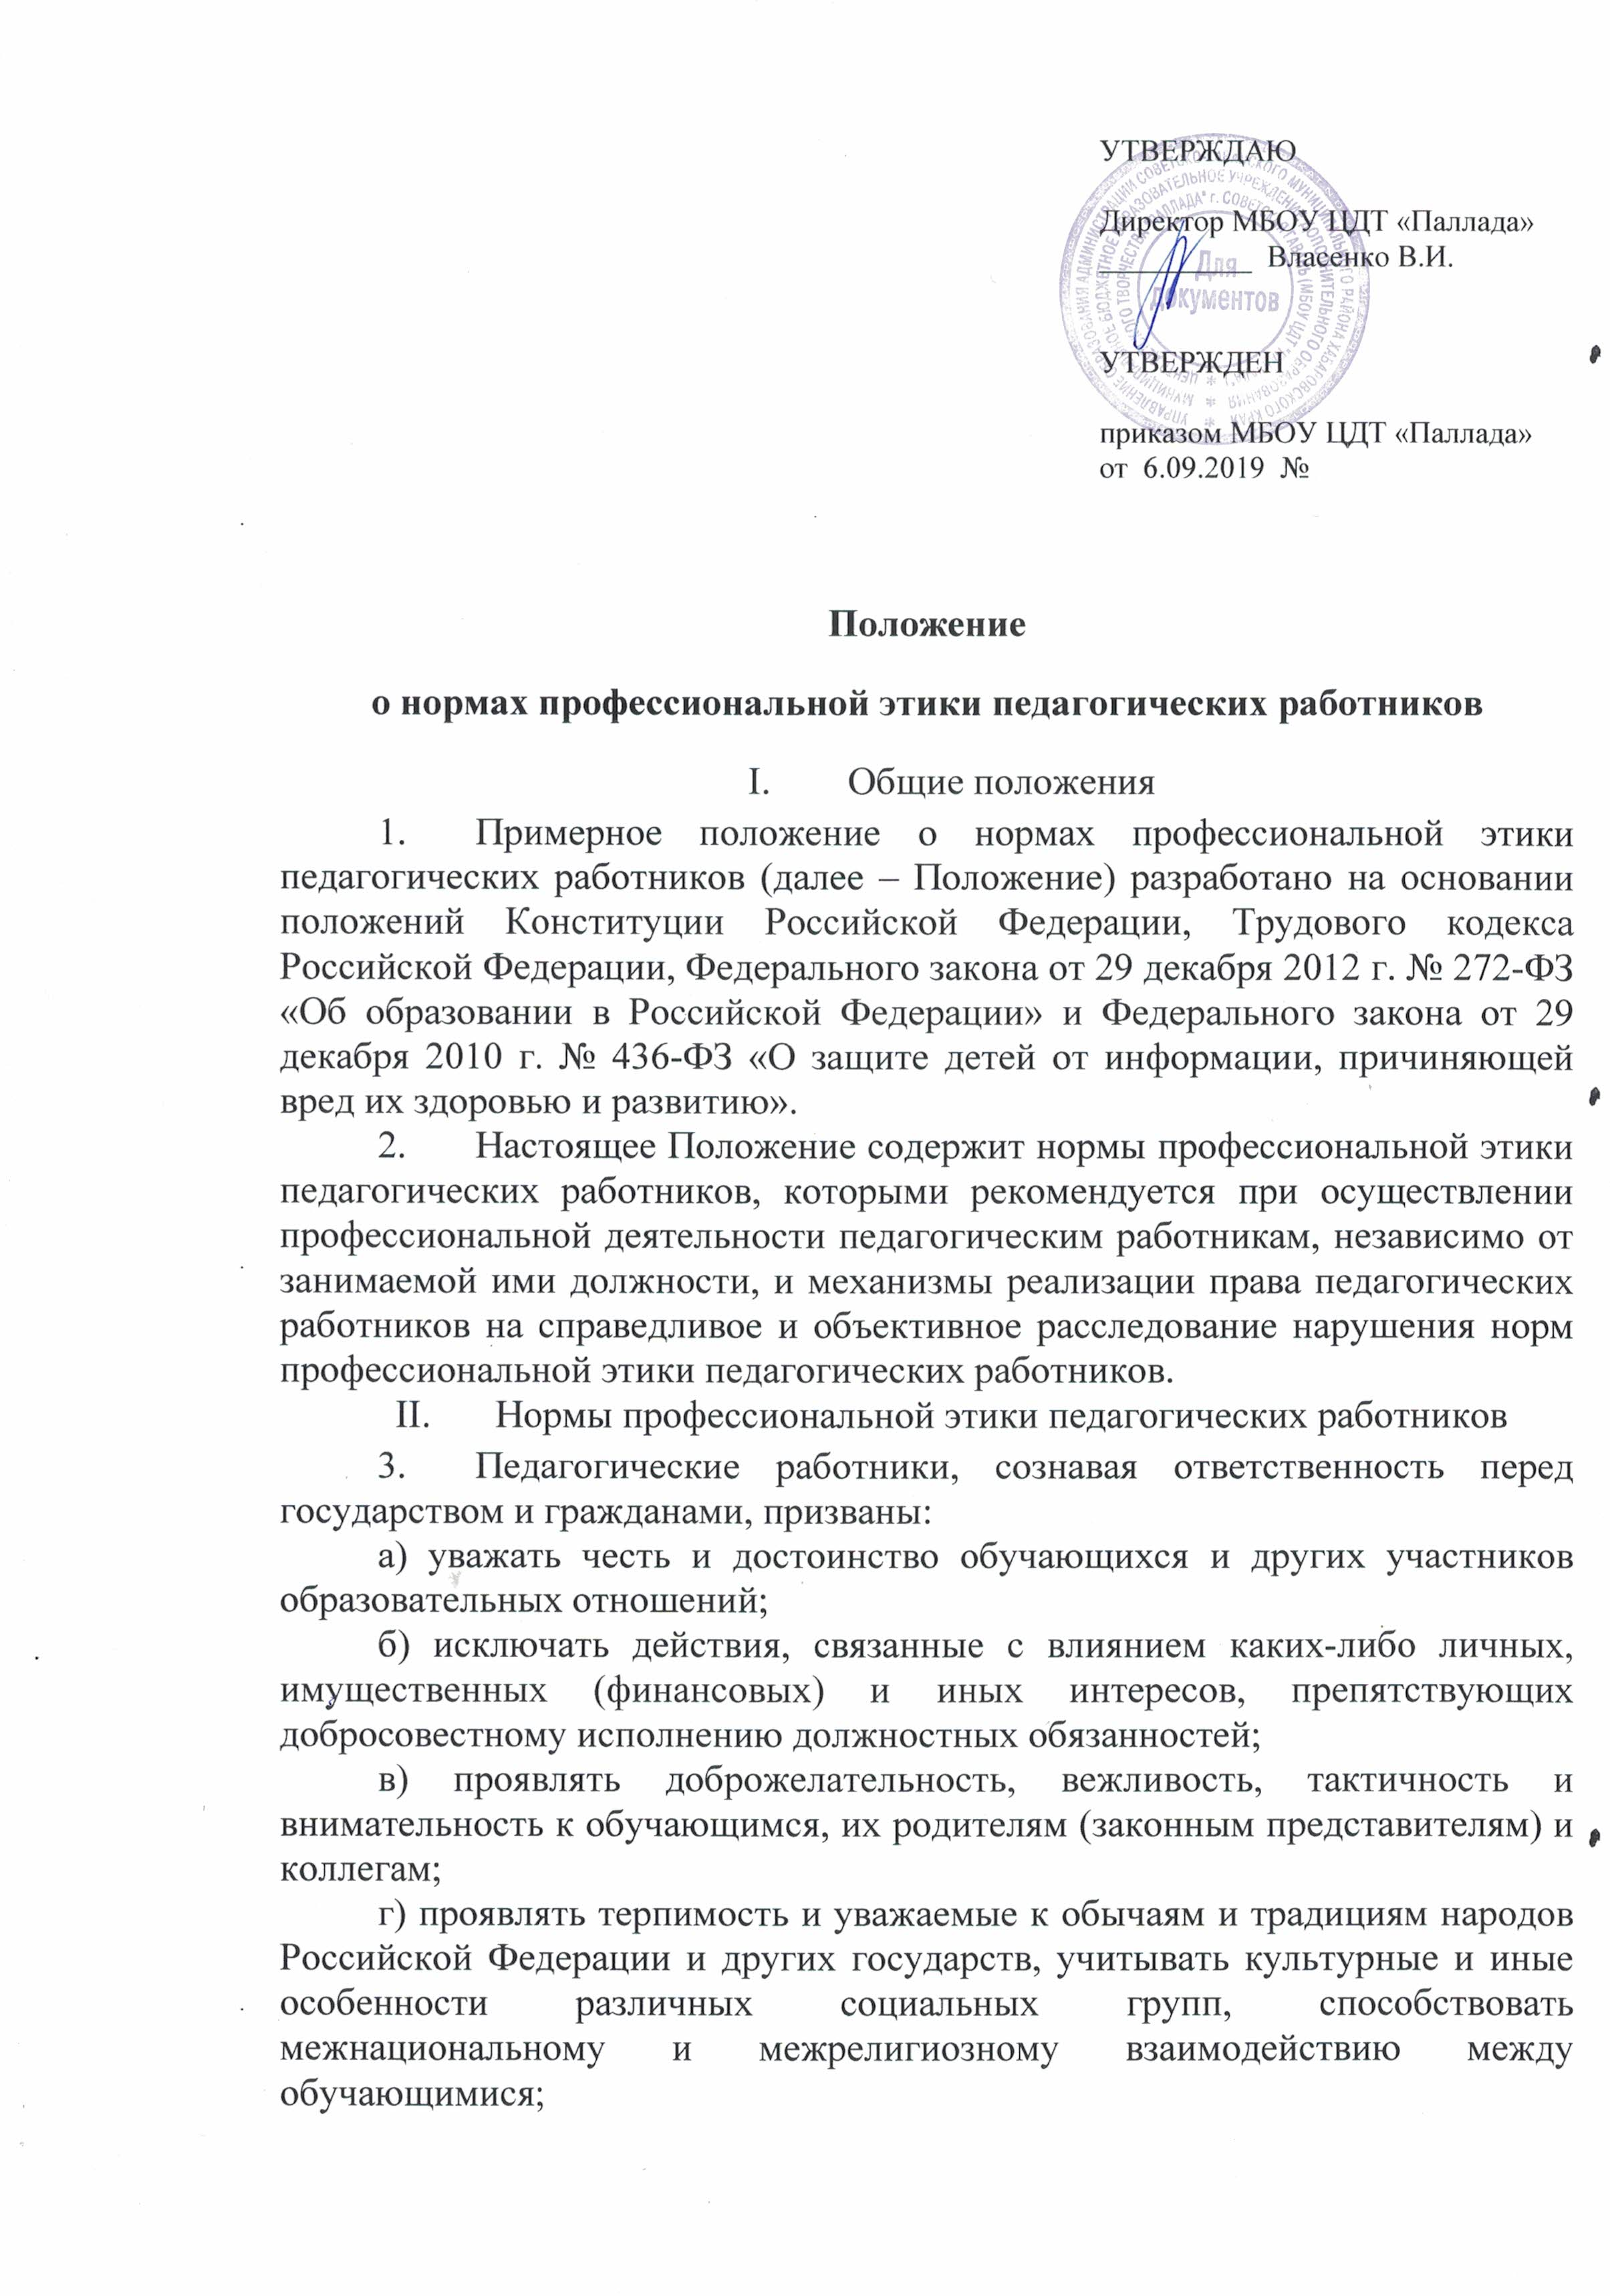 УТВЕРЖДАЮ
Директор МБОУ ЦДТ «Паллада»
Власенко В.И.
Для
документов
УТВЕРЖДЕН
приказом МБОУ ЦДТ «Паллада»
от 6.09.2019 №
Положение
о нормах профессиональной этики педагогических работников
I. Общие положения
1. Примерное положение о нормах профессиональной этики
педагогических работников (далее – Положение) разработано на основании
положений Конституции Российской Федерации, Трудового кодекса
Российской Федерации, Федерального закона от 29 декабря 2012 г. № 272-ФЗ
«Об образовании в Российской Федерации» и Федерального закона от 29
декабря 2010 г. № 436-ФЗ «О защите детей от информации, причиняющей
вред их здоровью и развитию».
2. Настоящее Положение содержит нормы профессиональной этики
педагогических работников, которыми рекомендуется при осуществлении
профессиональной деятельности педагогическим работникам, независимо от
занимаемой ими должности, и механизмы реализации права педагогических
работников на справедливое и объективное расследование нарушения норм
профессиональной этики педагогических работников.
II. Нормы профессиональной этики педагогических работников
3. Педагогические работники, сознавая ответственность перед
государством и гражданами, призваны:
а) уважать честь и достоинство обучающихся и других участников
образовательных отношений;
б) исключать действия, связанные с влиянием каких-либо личных,
имущественных (финансовых) и иных интересов, препятствующих
добросовестному исполнению должностных обязанностей;
в) проявлять доброжелательность, вежливость, тактичность и
внимательность к обучающимся, их родителям (законным представителям) и
коллегам;
г) проявлять терпимость и уважаемые к обычаям и традициям народов
Российской Федерации и других государств, учитывать культурные и иные
особенности различных социальных групп, способствовать
межнациональному и межрелигиозному взаимодействию между
обучающимися;